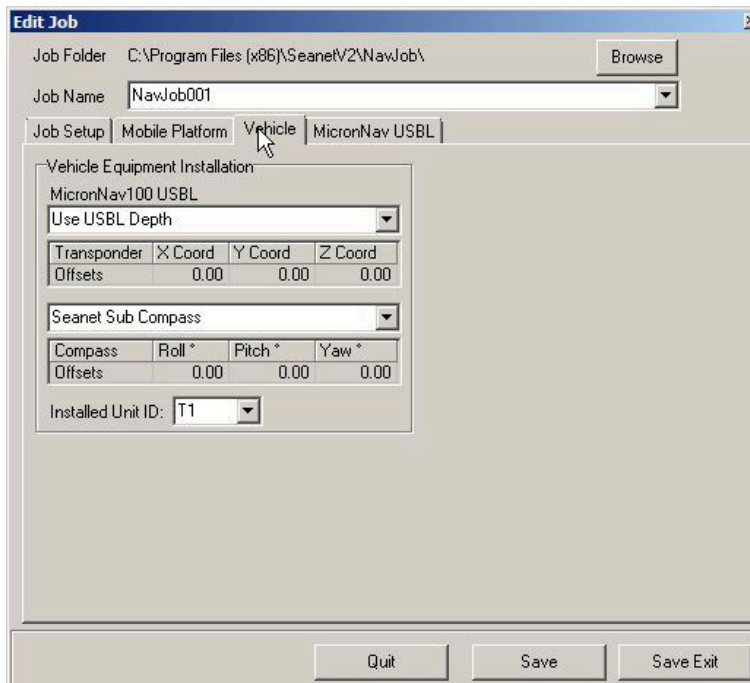 Edit Job
Job Folder C:\Program Files (x86)\SeanetV2\NavJob\ Browse
Job Name NavJob001
Job Setup Mobile Platform Vehicle MicronNav USBL
Vehicle Equipment Installation
MicronNav100 USBL
Use USBL Depth
Transponder X Coord Y Coord Z Coord
Offsets 0.00 0.00 0.00
Seanet Sub Compass
Compass Roll ° Pitch ° Yaw °
Offsets 0.00 0.00 0.00
Installed Unit ID: T1
Quit Save Save Exit